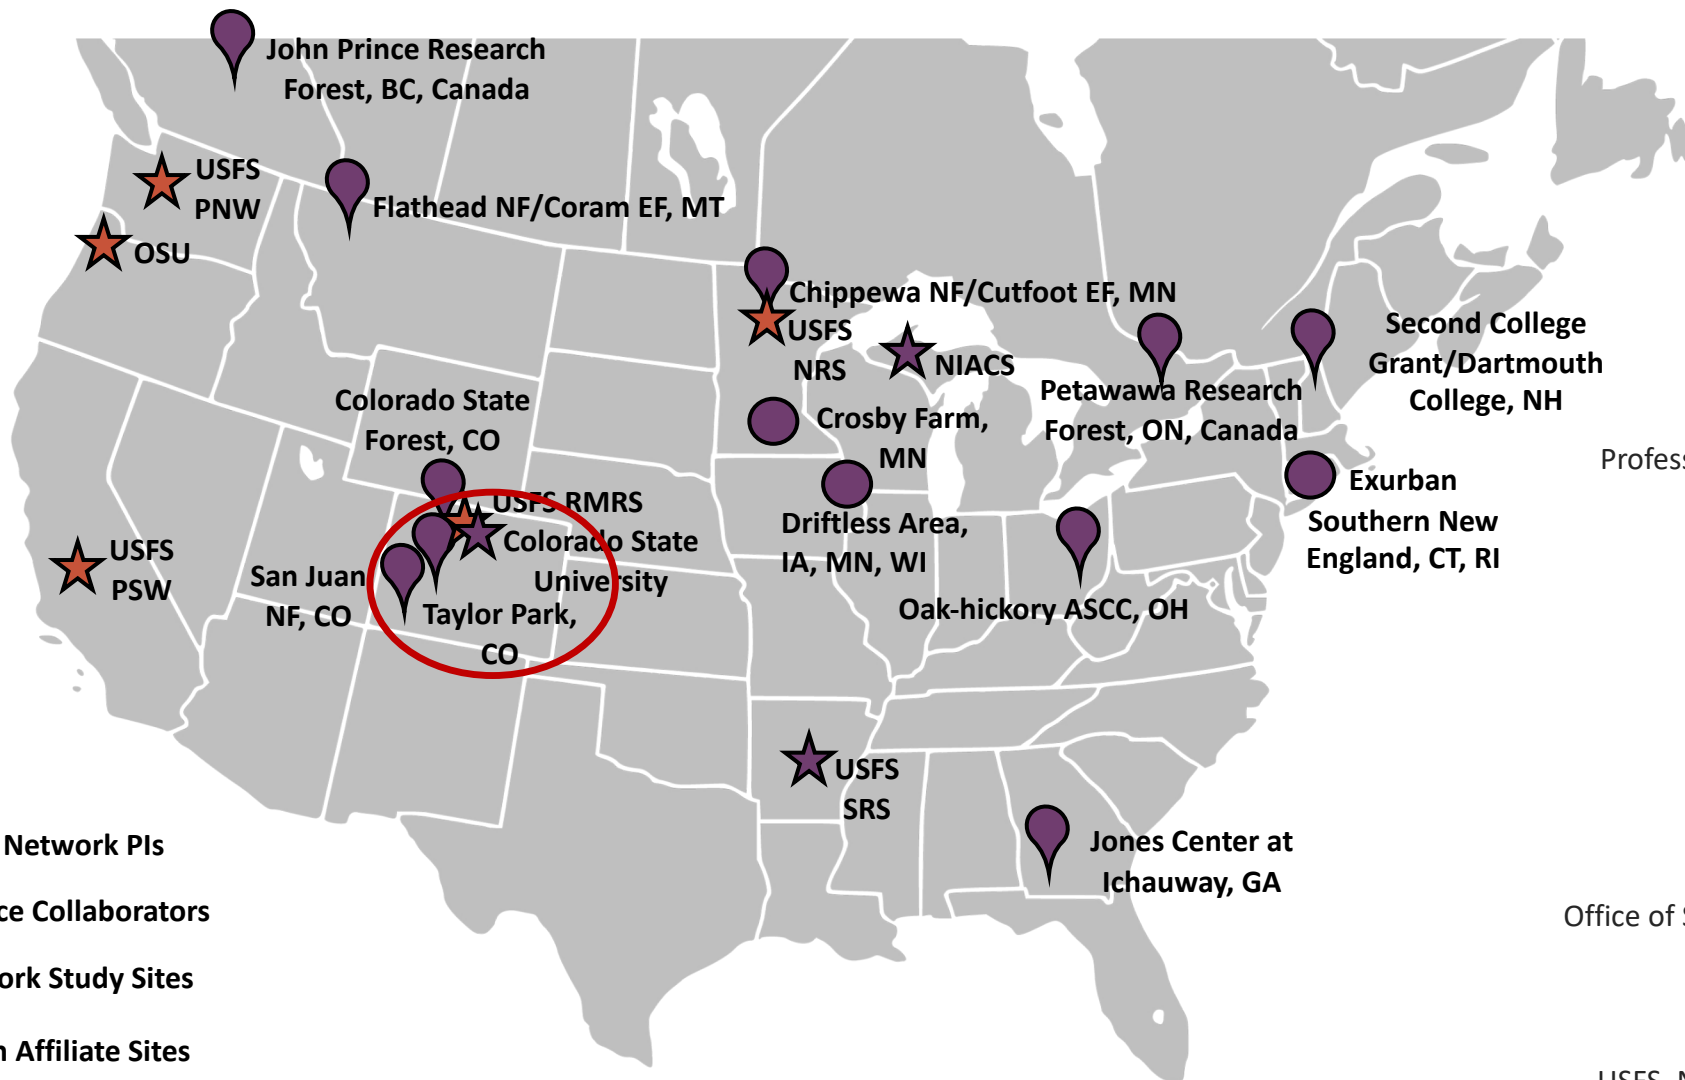 John Prince Research
Forest, BC, Canada
USFS
PNW
Flathead NF/Coram EF, MT
OSU
Chippewa NF/Cutfoot EF, MN
USFS
NRS
NIACS
Second College
Grant/Dartmouth
College, NH
Petawawa Research
Forest, ON, Canada
Colorado State
Forest, CO
Crosby Farm,
MN
Profess
Exurban
Southern New
England, CT, RI
USFS RMRS
Colorado State
University
Driftless Area,
IA, MN, WI
USFS
PSW
San Juan
NF, CO
Taylor Park,
CO
Oak-hickory ASCC, OH
USFS
SRS
Jones Center at
Ichauway, GA
Network PIs
ce Collaborators
Office of S
ork Study Sites
n Affiliate Sites
USFS, N